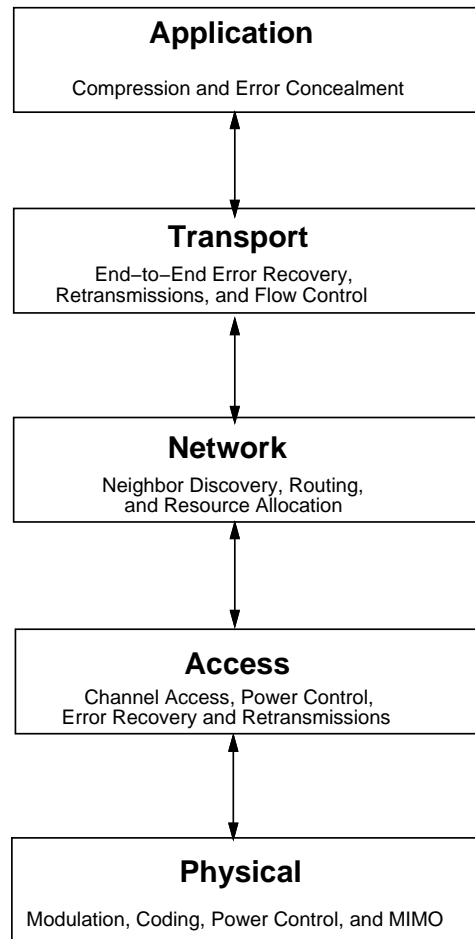 Application
Compression and Error Concealment
Transport
End−to−End Error Recovery,
Retransmissions, and Flow Control
Network
Neighbor Discovery, Routing,
and Resource Allocation
Access
Channel Access, Power Control,
Error Recovery and Retransmissions
Physical
Modulation, Coding, Power Control, and MIMO